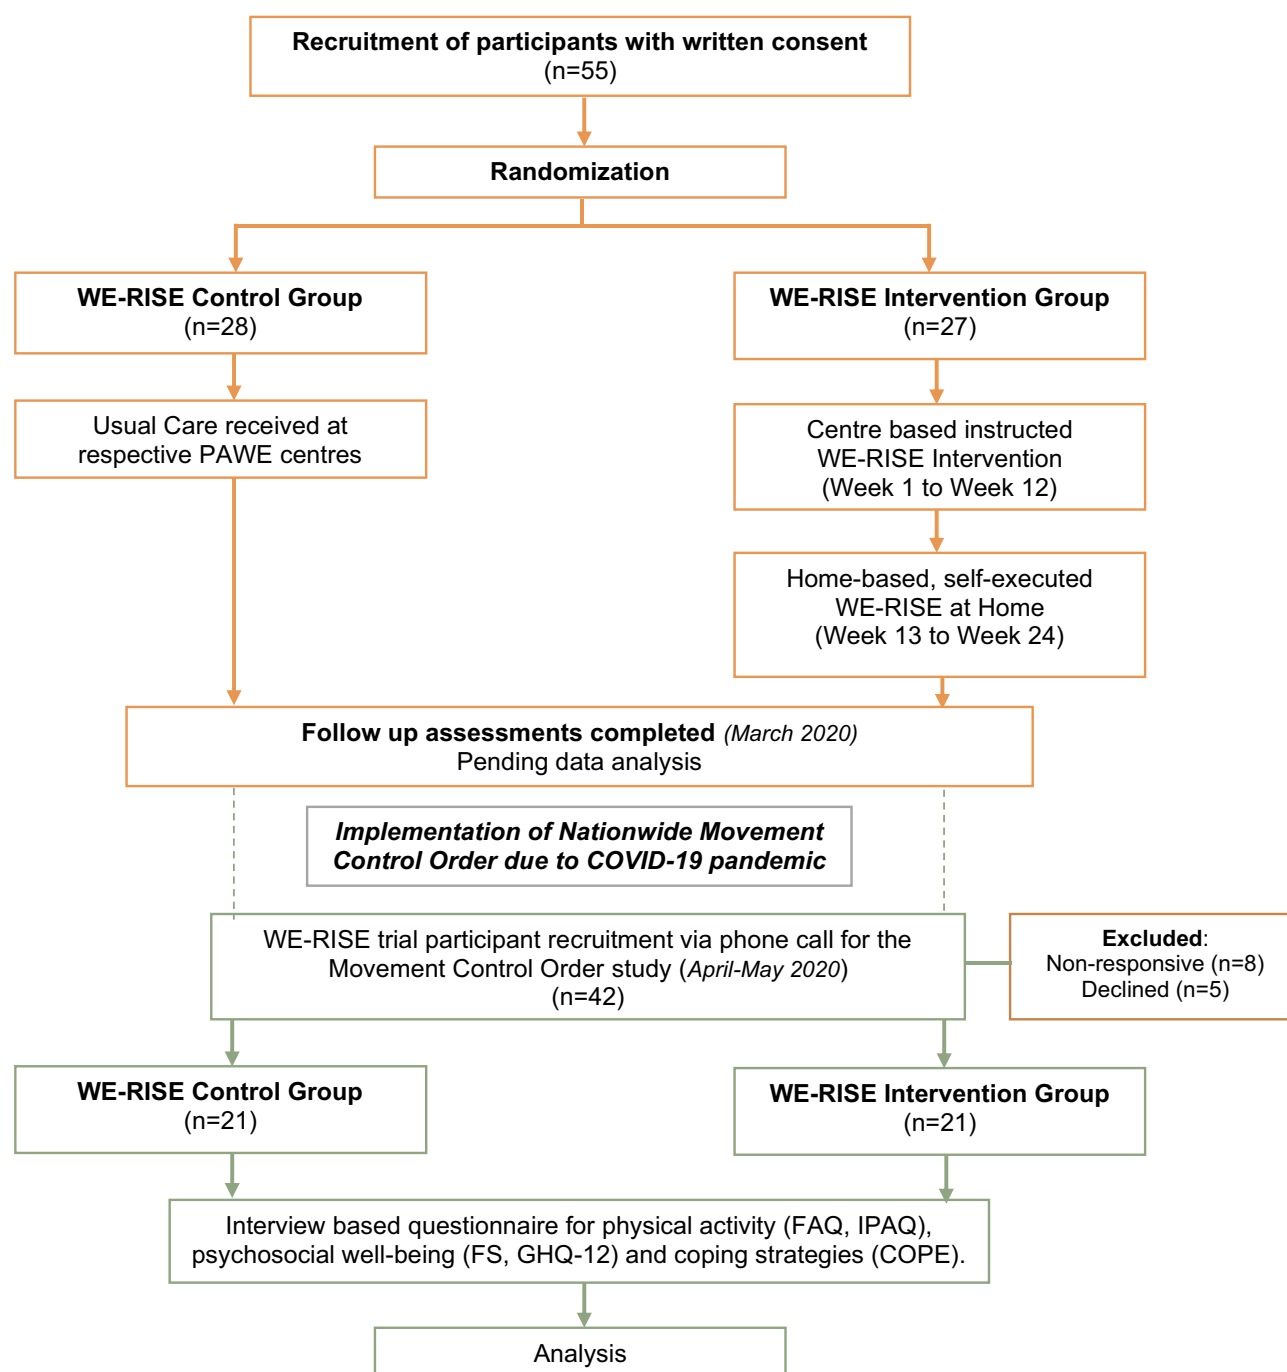 Recruitment of participants with written consent
(n=55)
Randomization
WE-RISE Control Group
(n=28)
WE-RISE Intervention Group
(n=27)
Usual Care received at
respective PAWE centres
Centre based instructed
WE-RISE Intervention
(Week 1 to Week 12)
Home-based, self-executed
WE-RISE at Home
(Week 13 to Week 24)
Follow up assessments completed (March 2020)
Pending data analysis
Implementation of Nationwide Movement
Control Order due to COVID-19 pandemic
WE-RISE trial participant recruitment via phone call for the
Movement Control Order study (April-May 2020)
(n=42)
Excluded:
Non-responsive (n=8)
Declined (n=5)
WE-RISE Control Group
(n=21)
WE-RISE Intervention Group
(n=21)
Interview based questionnaire for physical activity (FAQ, IPAQ),
psychosocial well-being (FS, GHQ-12) and coping strategies (COPE).
Analysis